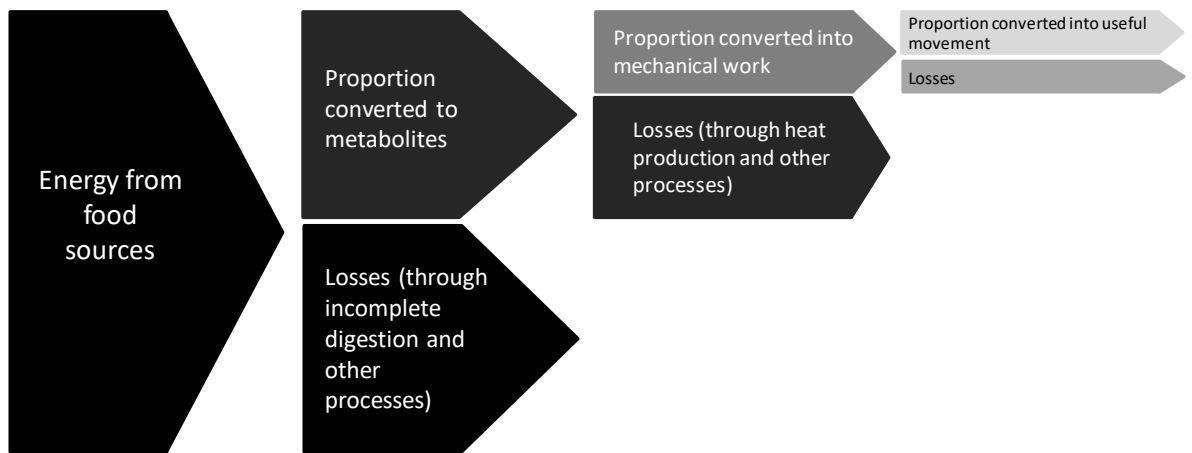 Energy from
food
sources
Proportion
converted to
metabolites
Losses (through
incomplete
digestion and
other
processes)
Proportion converted into
mechanical work
Losses (through heat
production and other
processes)
Proportion converted into useful
movement
Losses